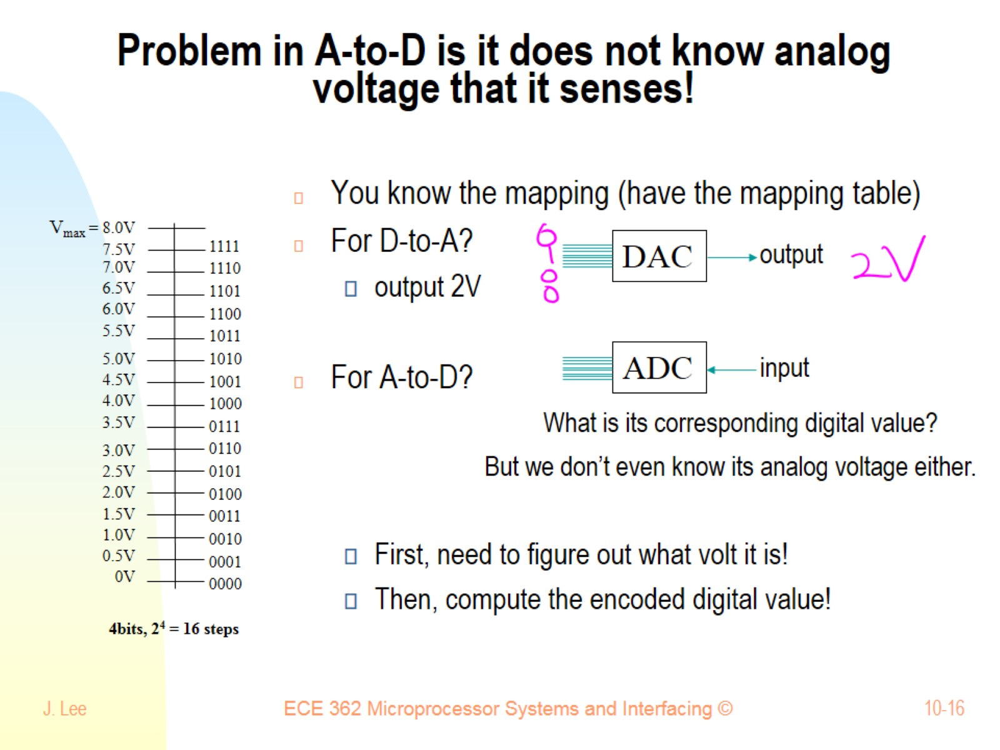 Problem in A-to-D is it does not know analog
voltage that it senses!
You know the mapping (have the mapping table)
For D-to-A?
output 2V
0
1
0
0
DAC
output
2V
For A-to-D?
ADC
input
What is its corresponding digital value?
But we don't even know its analog voltage either.
First, need to figure out what volt it is!
Then, compute the encoded digital value!
Vmax = 8.0V
7.5V 1111
7.0V 1110
6.5V 1101
6.0V 1100
5.5V 1011
5.0V 1010
4.5V 1001
4.0V 1000
3.5V 0111
3.0V 0110
2.5V 0101
2.0V 0100
1.5V 0011
1.0V 0010
0.5V 0001
0V 0000
4bits, 2⁴ = 16 steps
J. Lee
ECE 362 Microprocessor Systems and Interfacing ©
10-16